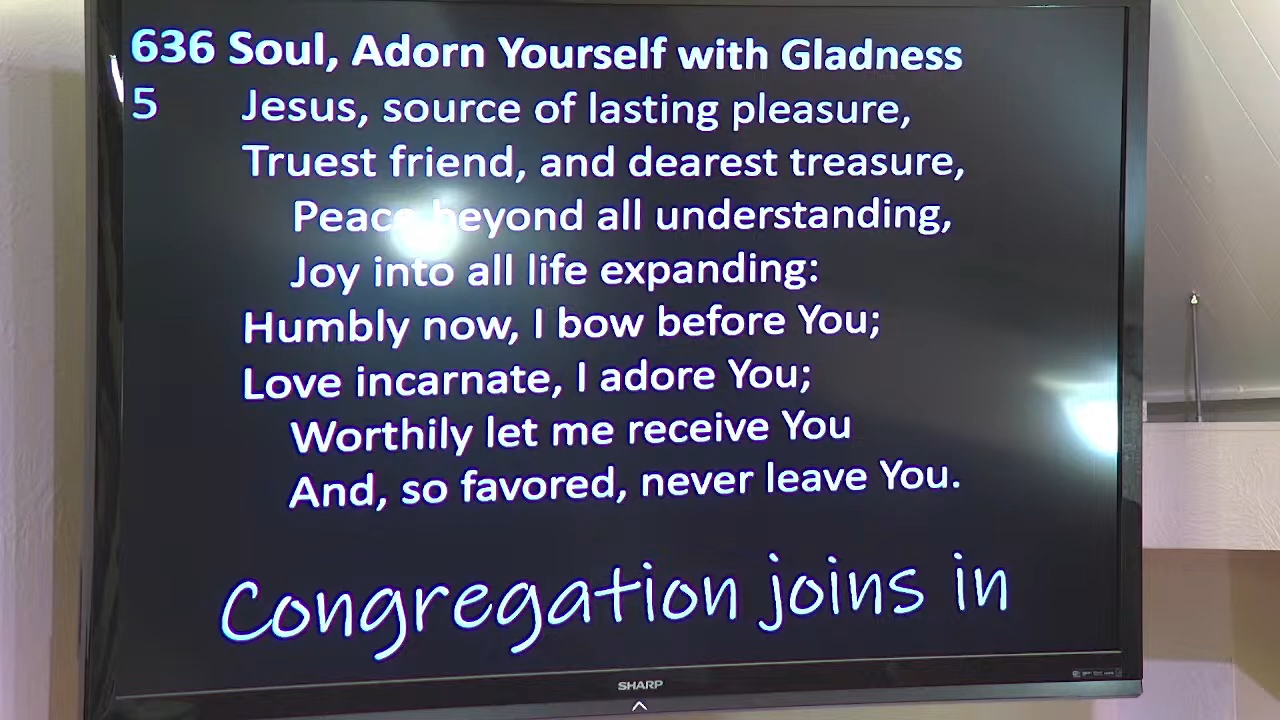 636 Soul, Adorn Yourself with Gladness
5 Jesus, source of lasting pleasure,
Truest friend, and dearest treasure,
Peace beyond all understanding,
Joy into all life expanding:
Humbly now, I bow before You;
Love incarnate, I adore You;
Worthily let me receive You
And, so favored, never leave You.
Congregation joins in
SHARP